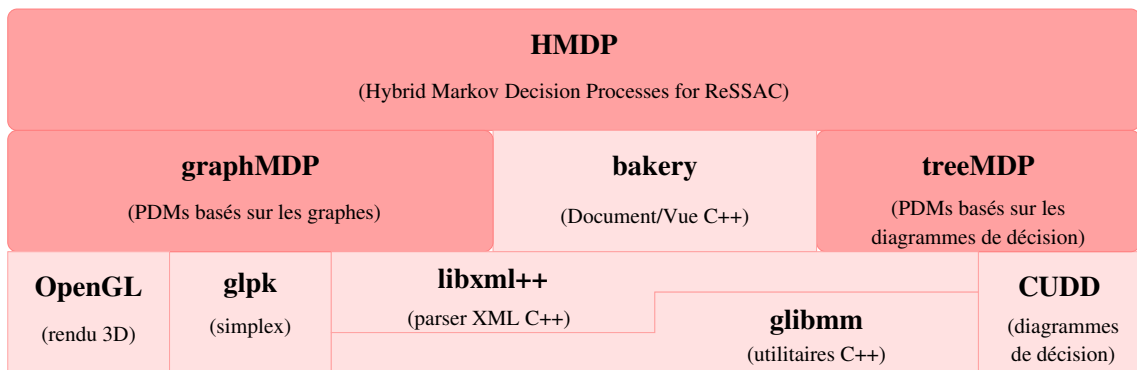 HMDP
(Hybrid Markov Decision Processes for ReSSAC)
graphMDP
(PDMs basés sur les graphes)
bakery
(Document/Vue C++)
treeMDP
(PDMs basés sur les
diagrammes de décision)
OpenGL
(rendu 3D)
glpk
(simplex)
libxml++
(parser XML C++)
glibmm
(utilitaires C++)
CUDD
(diagrammes
de décision)